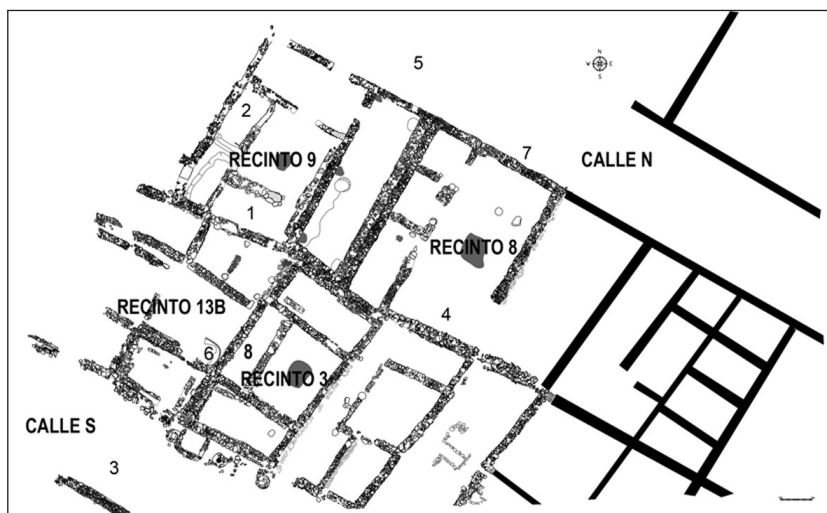 5
N
W E
S
2
7
CALLE N
RECINTO 9
1
RECINTO 8
RECINTO 13B
4
6
8
RECINTO 3
CALLE S
3